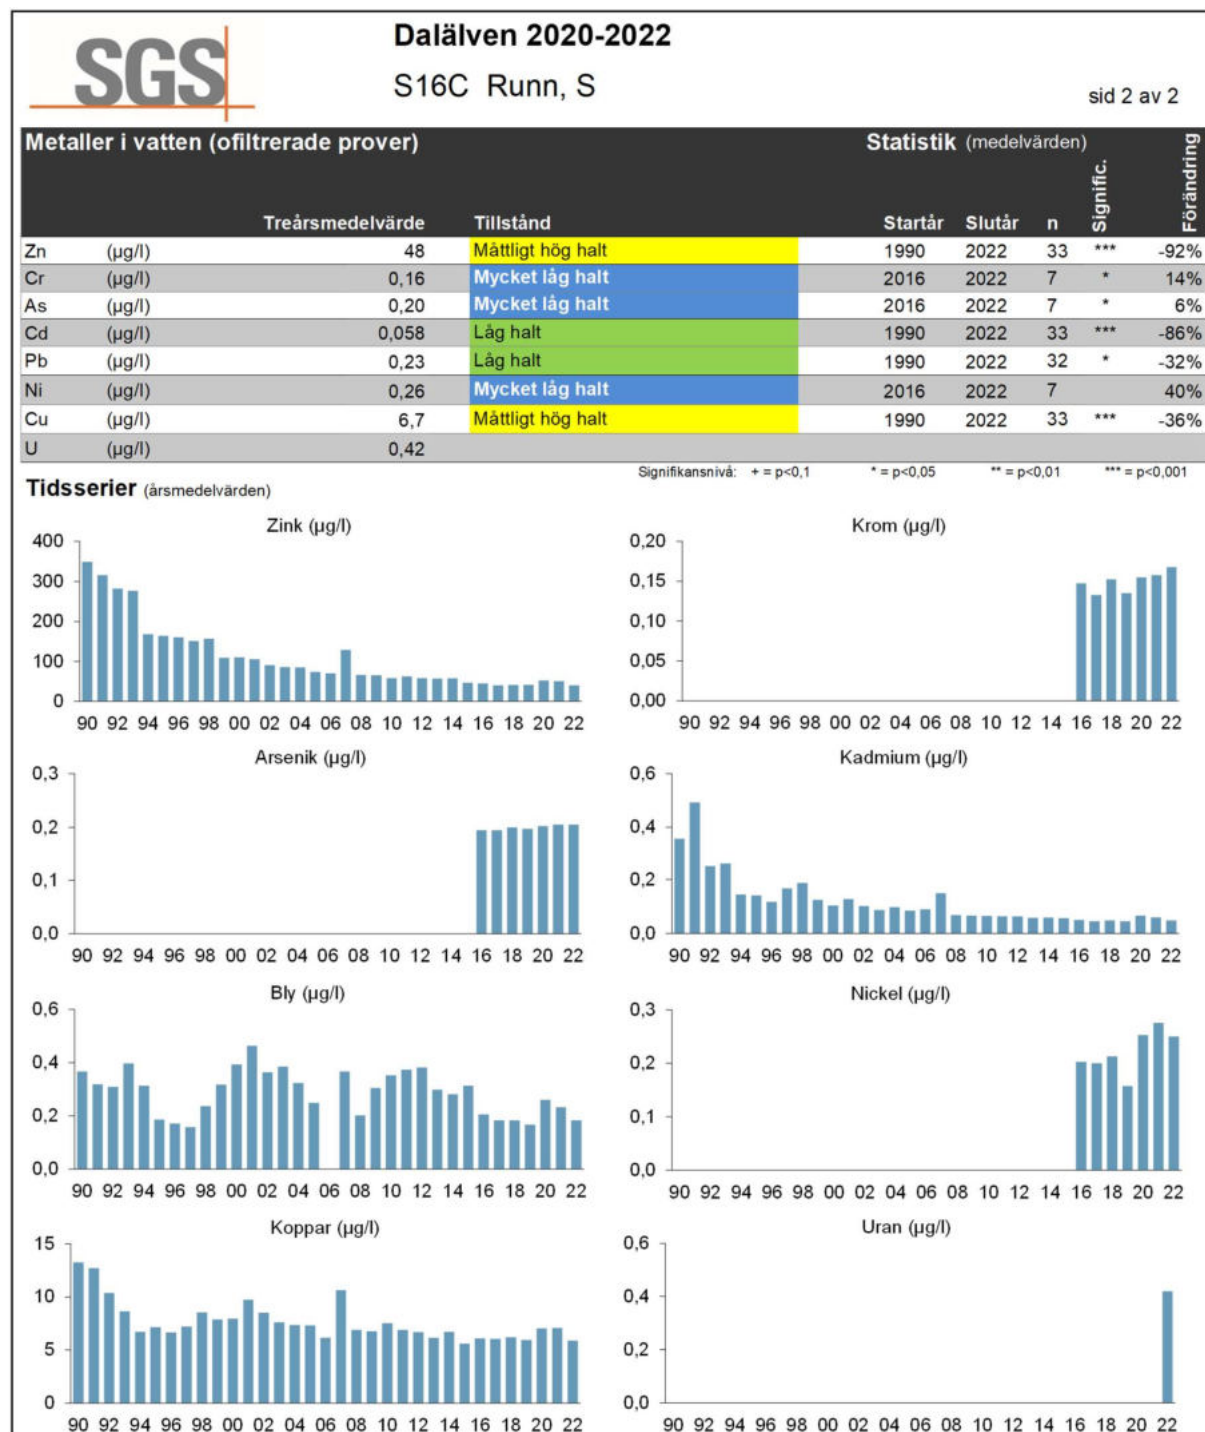 SGS
Dalälven 2020-2022
S16C Runn, S
sid 2 av 2
Metaller i vatten (ofiltrerade prover) Statistik (medelvärden)
Treårsmedelvärde Tillstånd Startår Slutår n Signific. Förändring
Zn (µg/l) 48 Måttligt hög halt 1990 2022 33 *** -92%
Cr (µg/l) 0,16 Mycket låg halt 2016 2022 7 * 14%
As (µg/l) 0,20 Mycket låg halt 2016 2022 7 * 6%
Cd (µg/l) 0,058 Låg halt 1990 2022 33 *** -86%
Pb (µg/l) 0,23 Låg halt 1990 2022 32 * -32%
Ni (µg/l) 0,26 Mycket låg halt 2016 2022 7 40%
Cu (µg/l) 6,7 Måttligt hög halt 1990 2022 33 *** -36%
U (µg/l) 0,42
Signifikansnivå: + = p<0,1 * = p<0,05 ** = p<0,01 *** = p<0,001
Tidsserier (årsmedelvärden)
Zink (µg/l)
400
300
200
100
0
90 92 94 96 98 00 02 04 06 08 10 12 14 16 18 20 22
Krom (µg/l)
0,20
0,15
0,10
0,05
0,00
90 92 94 96 98 00 02 04 06 08 10 12 14 16 18 20 22
Arsenik (µg/l)
0,3
0,2
0,1
0,0
90 92 94 96 98 00 02 04 06 08 10 12 14 16 18 20 22
Kadmium (µg/l)
0,6
0,4
0,2
0,0
90 92 94 96 98 00 02 04 06 08 10 12 14 16 18 20 22
Bly (µg/l)
0,6
0,4
0,2
0,0
90 92 94 96 98 00 02 04 06 08 10 12 14 16 18 20 22
Nickel (µg/l)
0,3
0,2
0,1
0,0
90 92 94 96 98 00 02 04 06 08 10 12 14 16 18 20 22
Koppar (µg/l)
15
10
5
0
90 92 94 96 98 00 02 04 06 08 10 12 14 16 18 20 22
Uran (µg/l)
0,6
0,4
0,2
0,0
90 92 94 96 98 00 02 04 06 08 10 12 14 16 18 20 22